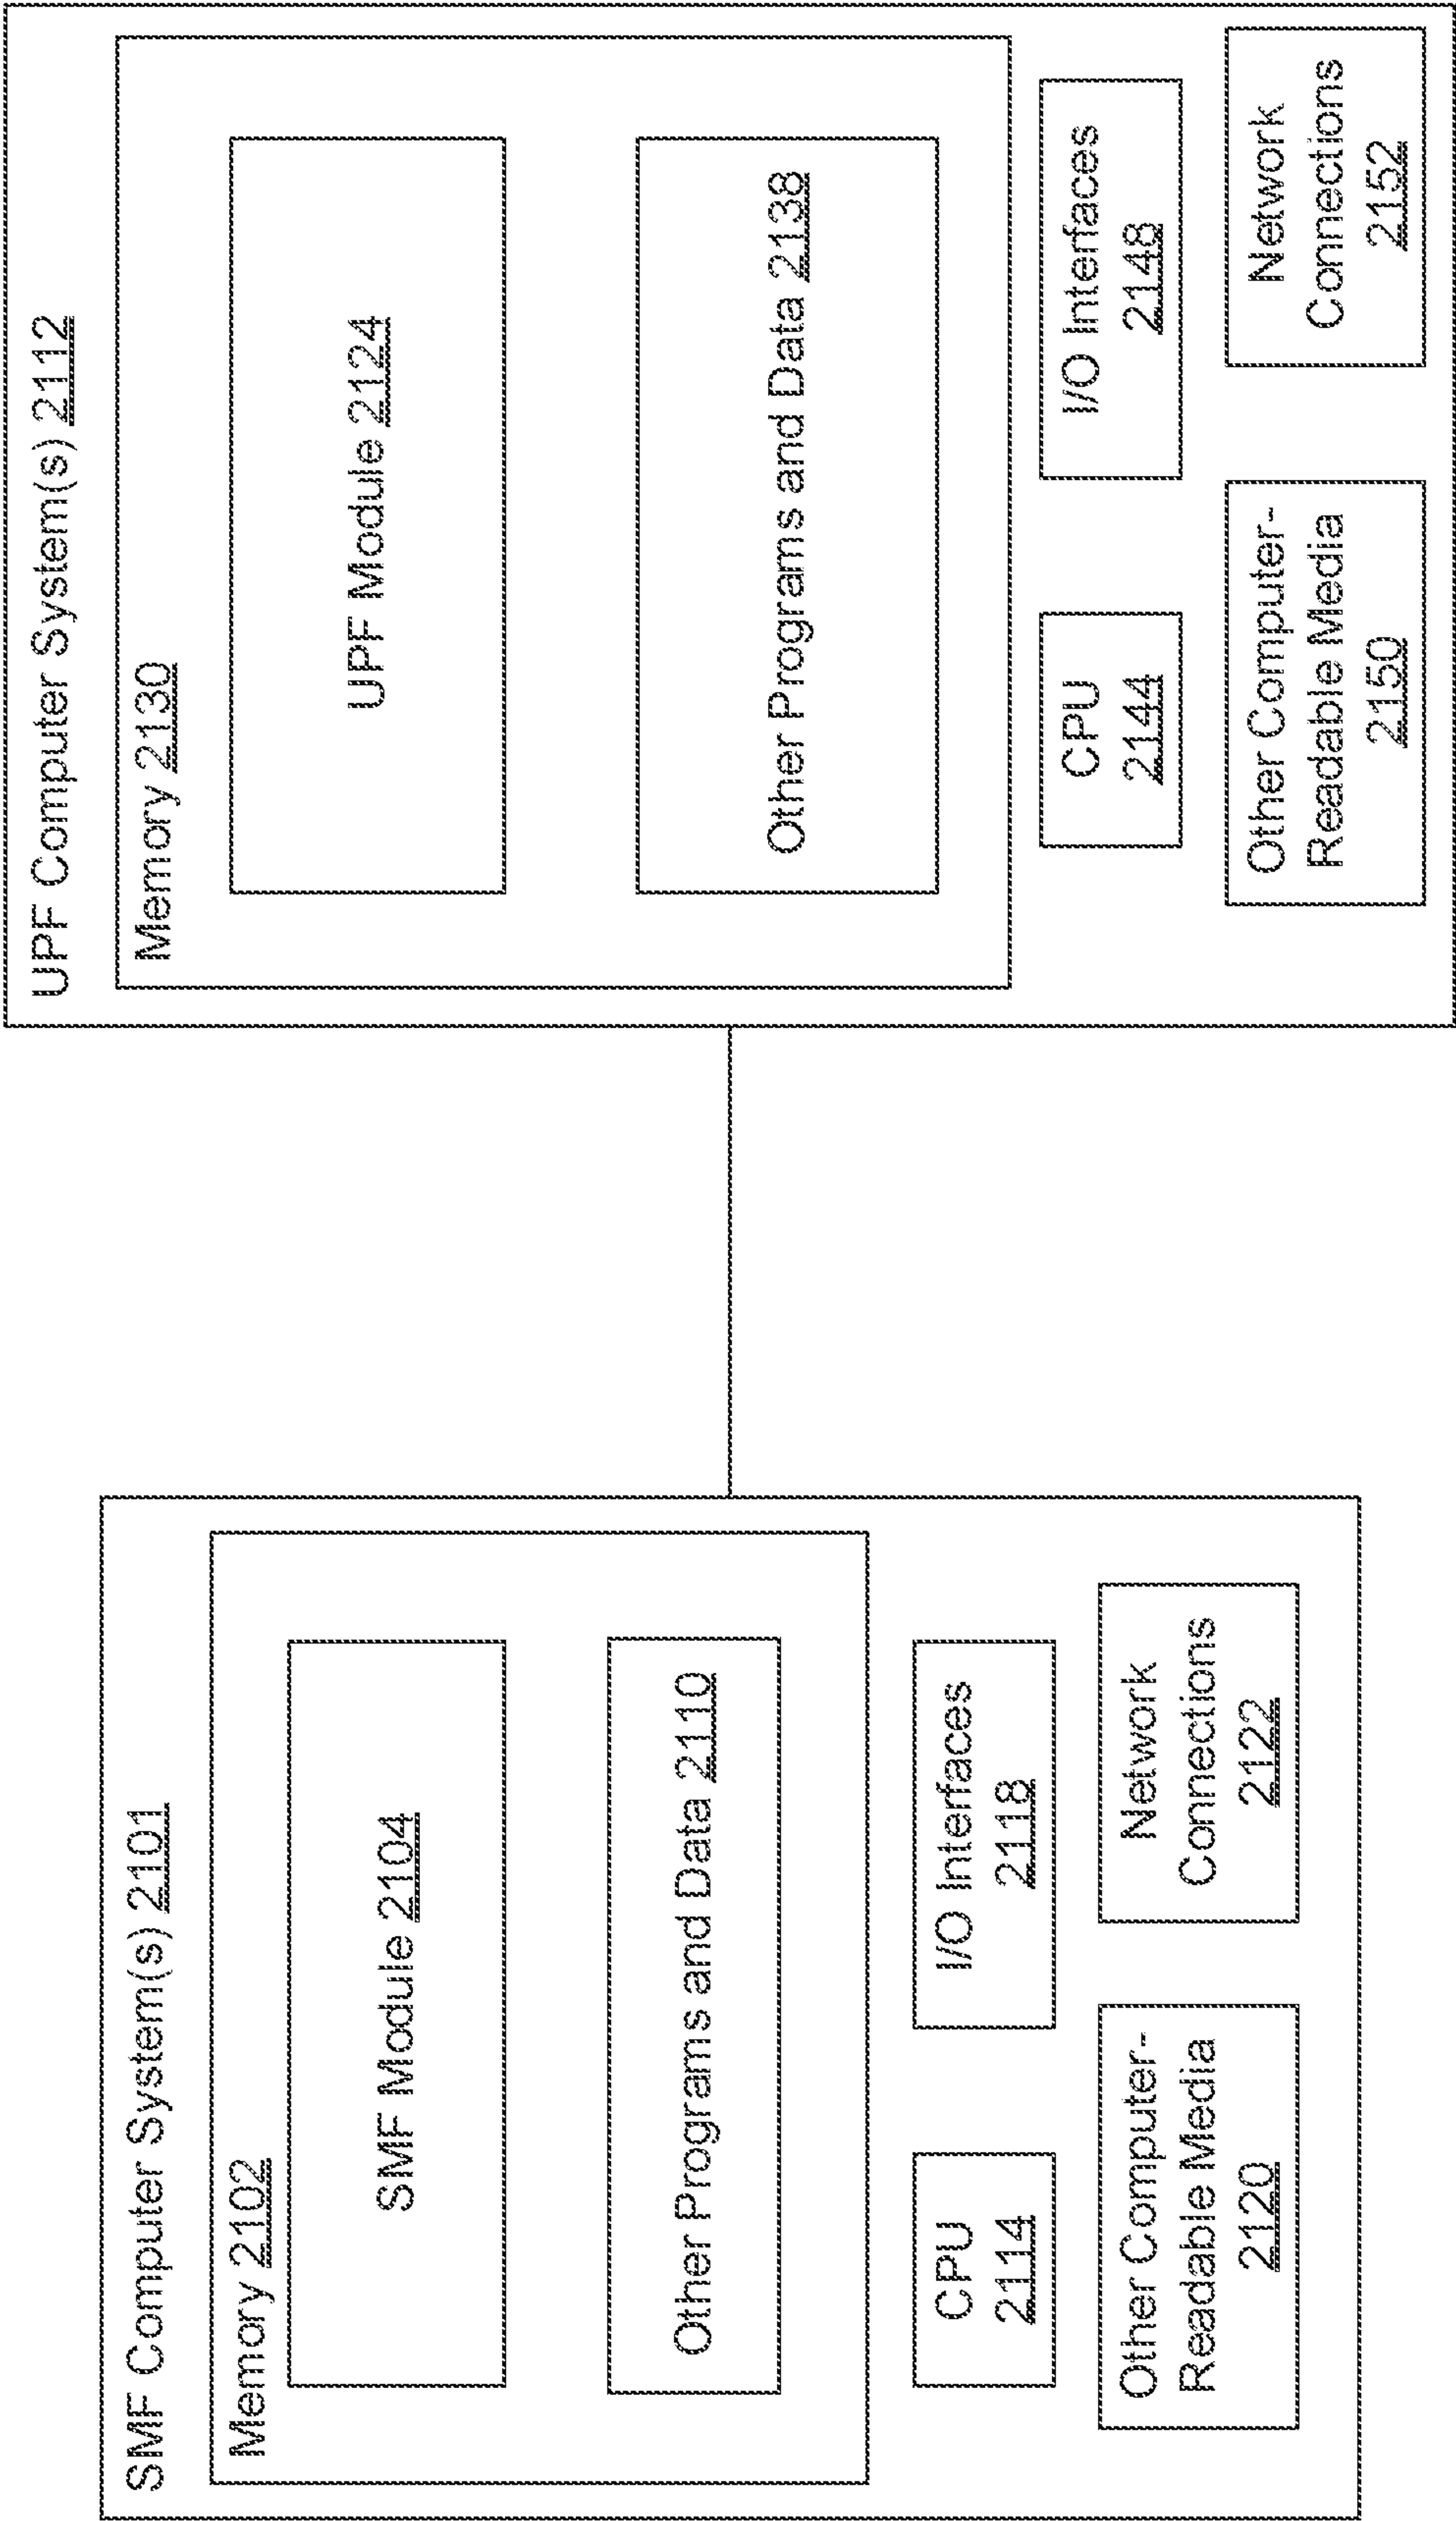 SMF Computer System(s) 2101
Memory 2102
SMF Module 2104
Other Programs and Data 2110
CPU
2114
I/O Interfaces
2118
Other Computer-
Readable Media
2120
Network
Connections
2122
UPF Computer System(s) 2112
Memory 2130
UPF Module 2124
Other Programs and Data 2138
CPU
2144
I/O Interfaces
2148
Other Computer-
Readable Media
2150
Network
Connections
2152